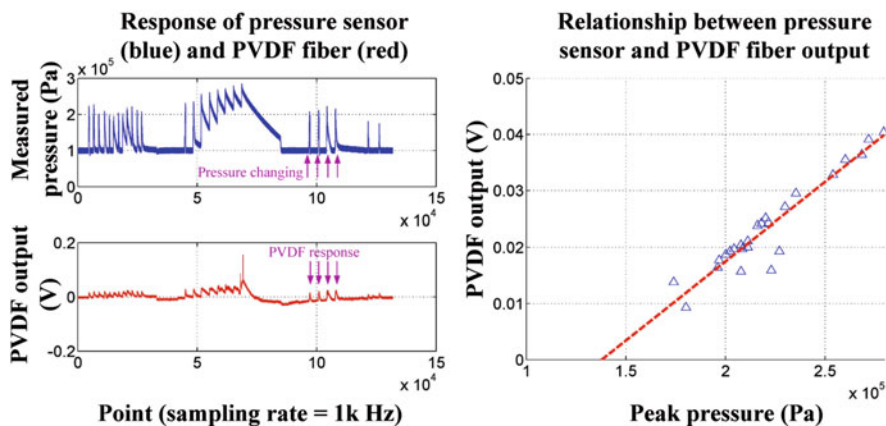 Response of pressure sensor
(blue) and PVDF fiber (red)
× 10^5
3
2
1
0
Measured
pressure (Pa)
Pressure changing
0
5
10
15
× 10^4
0.2
0
-0.2
PVDF output
(V)
PVDF response
0
5
10
15
× 10^4
Point (sampling rate = 1k Hz)
Relationship between pressure
sensor and PVDF fiber output
0.05
0.04
0.03
0.02
0.01
0
PVDF output (V)
1
1.5
2
2.5
× 10^5
Peak pressure (Pa)